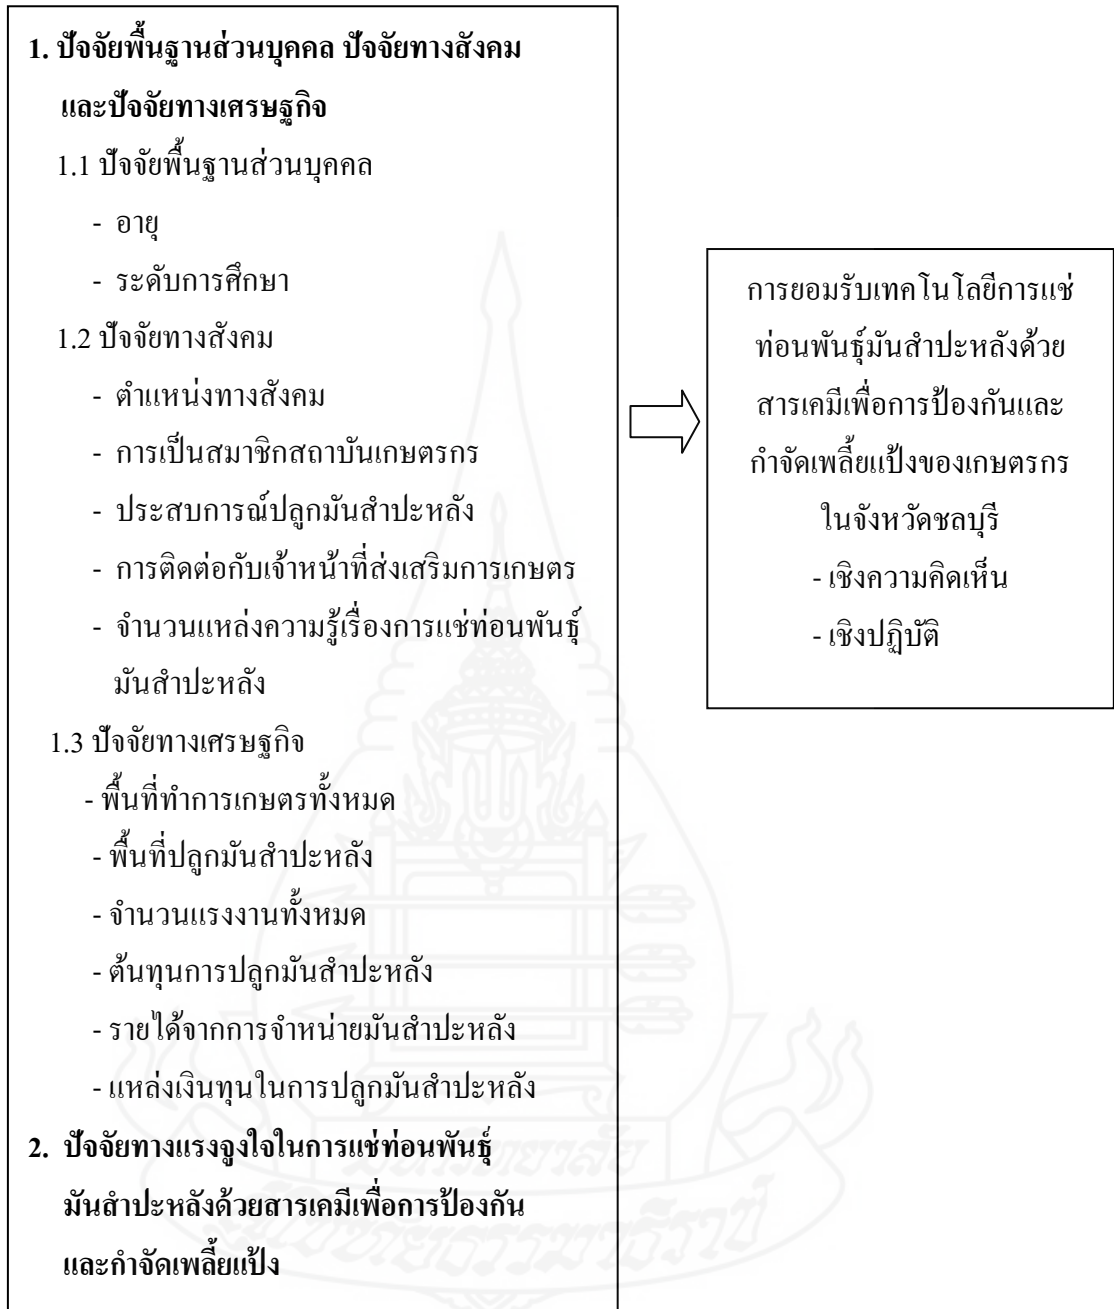 1. ปัจจัยพื้นฐานส่วนบุคคล ปัจจัยทางสังคม
และปัจจัยทางเศรษฐกิจ
1.1 ปัจจัยพื้นฐานส่วนบุคคล
- อายุ
- ระดับการศึกษา
1.2 ปัจจัยทางสังคม
- ตำแหน่งทางสังคม
- การเป็นสมาชิกสถาบันเกษตรกร
- ประสบการณ์ปลูกมันสำปะหลัง
- การติดต่อกับเจ้าหน้าที่ส่งเสริมการเกษตร
- จำนวนแหล่งความรู้เรื่องการแช่ท่อนพันธุ์
มันสำปะหลัง
1.3 ปัจจัยทางเศรษฐกิจ
- พื้นที่ทำการเกษตรทั้งหมด
- พื้นที่ปลูกมันสำปะหลัง
- จำนวนแรงงานทั้งหมด
- ต้นทุนการปลูกมันสำปะหลัง
- รายได้จากการจำหน่ายมันสำปะหลัง
- แหล่งเงินทุนในการปลูกมันสำปะหลัง
2. ปัจจัยทางแรงจูงใจในการแช่ท่อนพันธุ์
มันสำปะหลังด้วยสารเคมีเพื่อการป้องกัน
และกำจัดเพลี้ยแป้ง
การยอมรับเทคโนโลยีการแช่
ท่อนพันธุ์มันสำปะหลังด้วย
สารเคมีเพื่อการป้องกันและ
กำจัดเพลี้ยแป้งของเกษตรกร
ในจังหวัดชลบุรี
- เชิงความคิดเห็น
- เชิงปฏิบัติ
มหาวิทยาลัย
สุโขทัยธรรมาธิราช